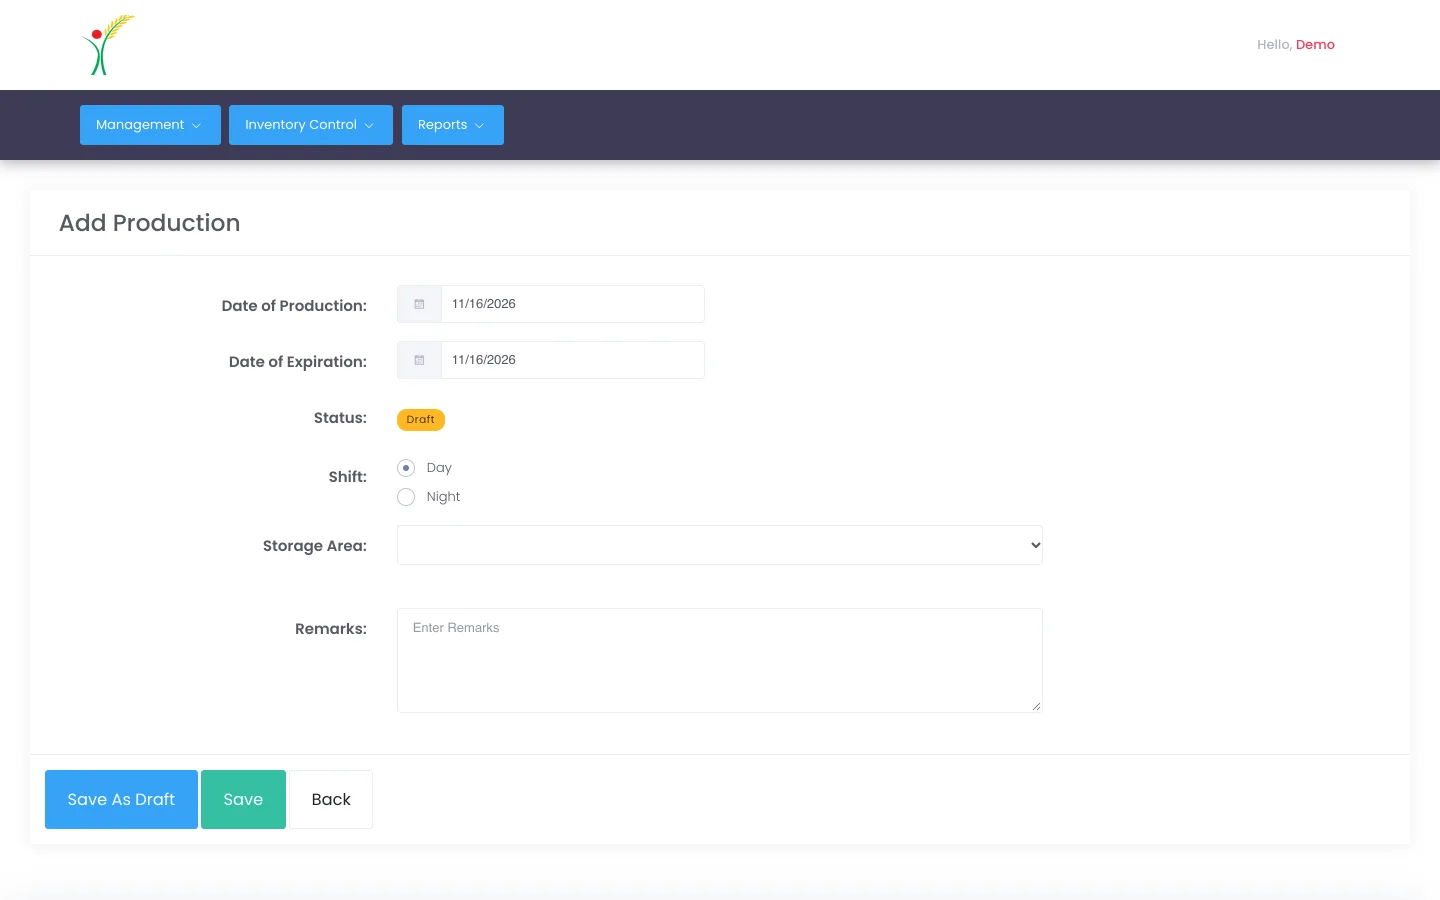 Hello, Demo
Management
Inventory Control
Reports
Add Production
Date of Production:
11/16/2026
Date of Expiration:
11/16/2026
Status:
Draft
Shift:
Day
Night
Storage Area:
Remarks:
Enter Remarks
Save As Draft
Save
Back